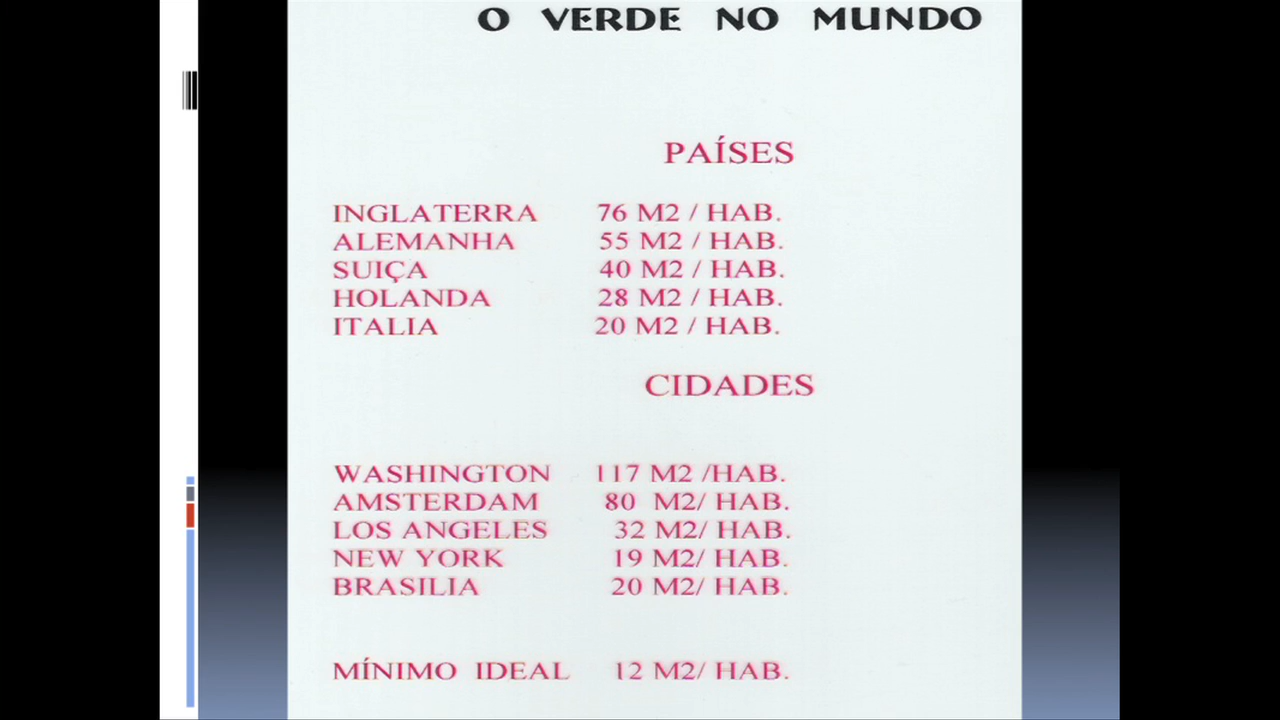 O VERDE NO MUNDO
PAÍSES
INGLATERRA 76 M2 / HAB.
ALEMANHA 55 M2 / HAB.
SUIÇA 40 M2 / HAB.
HOLANDA 28 M2 / HAB.
ITALIA 20 M2 / HAB.
CIDADES
WASHINGTON 117 M2 /HAB.
AMSTERDAM 80 M2/ HAB.
LOS ANGELES 32 M2/ HAB.
NEW YORK 19 M2/ HAB.
BRASILIA 20 M2/ HAB.
MÍNIMO IDEAL 12 M2/ HAB.